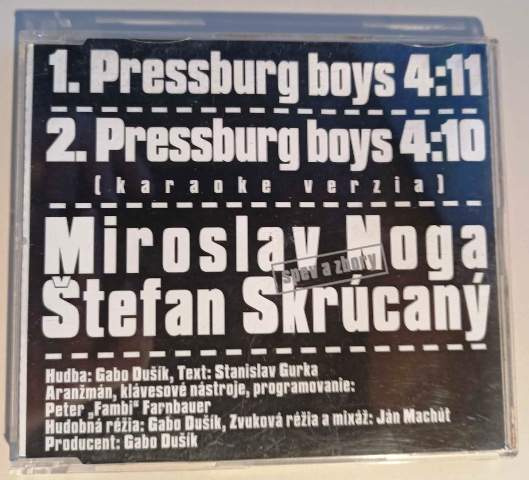 1. Pressburg boys 4:11
2. Pressburg boys 4:10
(karaoke verzia)
Miroslav Noga
spev a zbory
Štefan Skrúcaný
Hudba: Gabo Dušík, Text: Stanislav Gurka
Aranžmán, klávesové nástroje, programovanie:
Peter „Fambi" Farnbauer
Hudobná réžia: Gabo Dušík, Zvuková réžia a mixáž: Ján Machút
Producent: Gabo Dušík